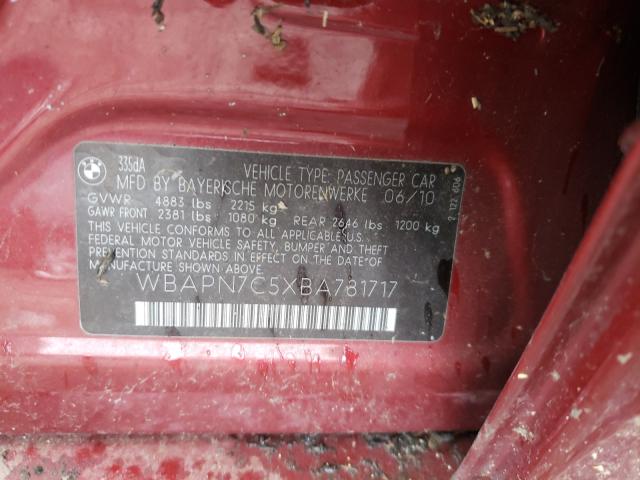 BMW
335dA
VEHICLE TYPE: PASSENGER CAR
MFD BY BAYERISCHE MOTORENWERKE 06/10
GVWR 4883 lbs 2215 kg
GAWR FRONT 2381 lbs 1080 kg REAR 2646 lbs 1200 kg
THIS VEHICLE CONFORMS TO ALL APPLICABLE U.S.
FEDERAL MOTOR VEHICLE SAFETY, BUMPER AND THEFT
PREVENTION STANDARDS IN EFFECT ON THE DATE OF
MANUFACTURE SHOWN ABOVE.
WBAPN7C5XBA781717